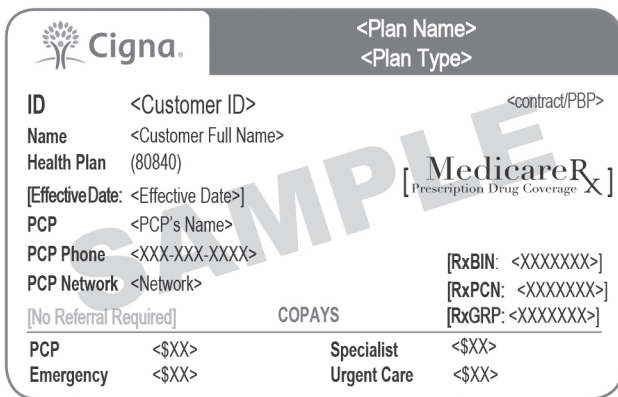 Cigna.
<Plan Name>
<Plan Type>
ID <Customer ID>
<contract/PBP>
Name <Customer Full Name>
Health Plan (80840)
[MedicareRx
Prescription Drug Coverage]
[Effective Date: <Effective Date>]
PCP <PCP's Name>
PCP Phone <XXX-XXX-XXXX>
PCP Network <Network>
[RxBIN: <XXXXXXX>]
[RxPCN: <XXXXXXX>]
[RxGRP: <XXXXXXX>]
[No Referral Required]
COPAYS
PCP <$XX> Specialist <$XX>
Emergency <$XX> Urgent Care <$XX>
SAMPLE